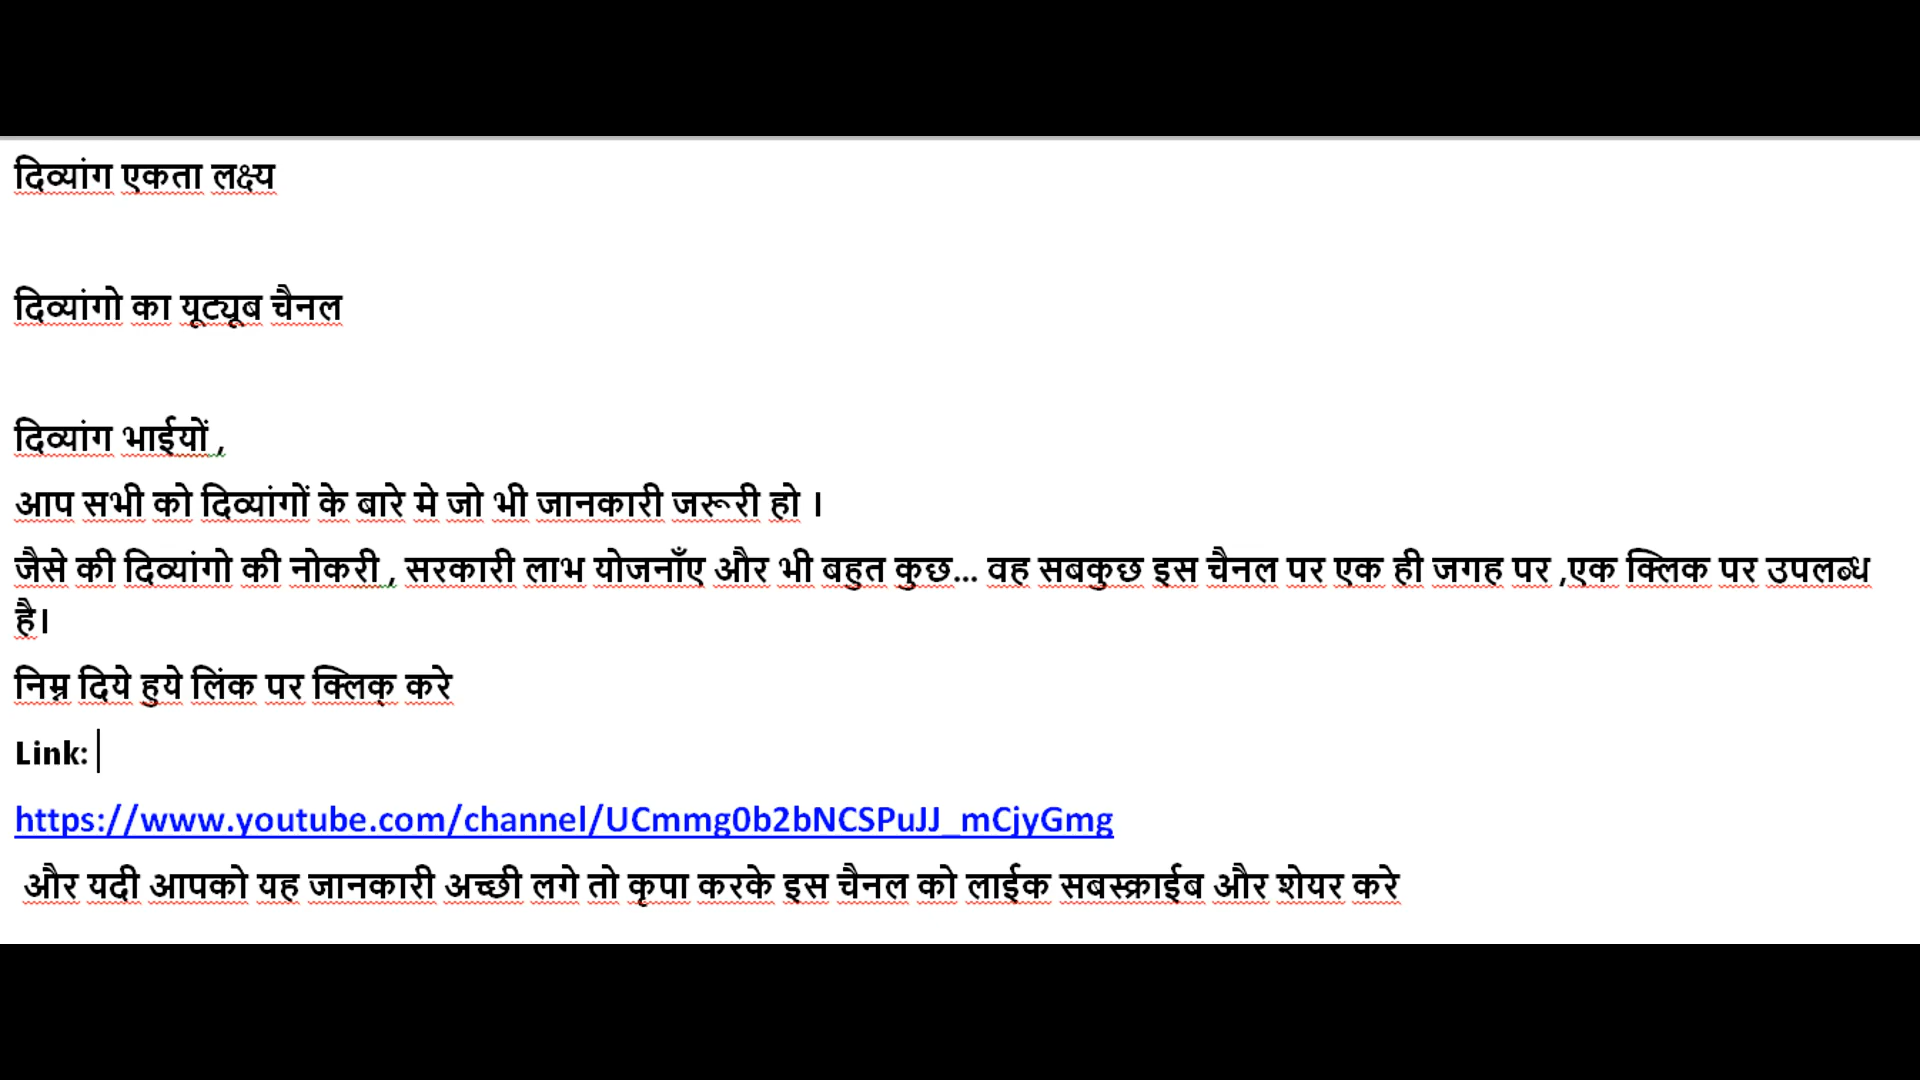 दिव्यांग एकता लक्ष्य
दिव्यांगो का यूट्यूब चैनल
दिव्यांग भाईयों ,
आप सभी को दिव्यांगों के बारे मे जो भी जानकारी जरूरी हो ।
जैसे की दिव्यांगो की नोकरी , सरकारी लाभ योजनाँए और भी बहुत कुछ... वह सबकुछ इस चैनल पर एक ही जगह पर ,एक क्लिक पर उपलब्ध
है।
निम्न दिये हुये लिंक पर क्लिक् करे
Link:
https://www.youtube.com/channel/UCmmg0b2bNCSPuJJ_mCjyGmg
और यदी आपको यह जानकारी अच्छी लगे तो कृपा करके इस चैनल को लाईक सबस्क्राईब और शेयर करे